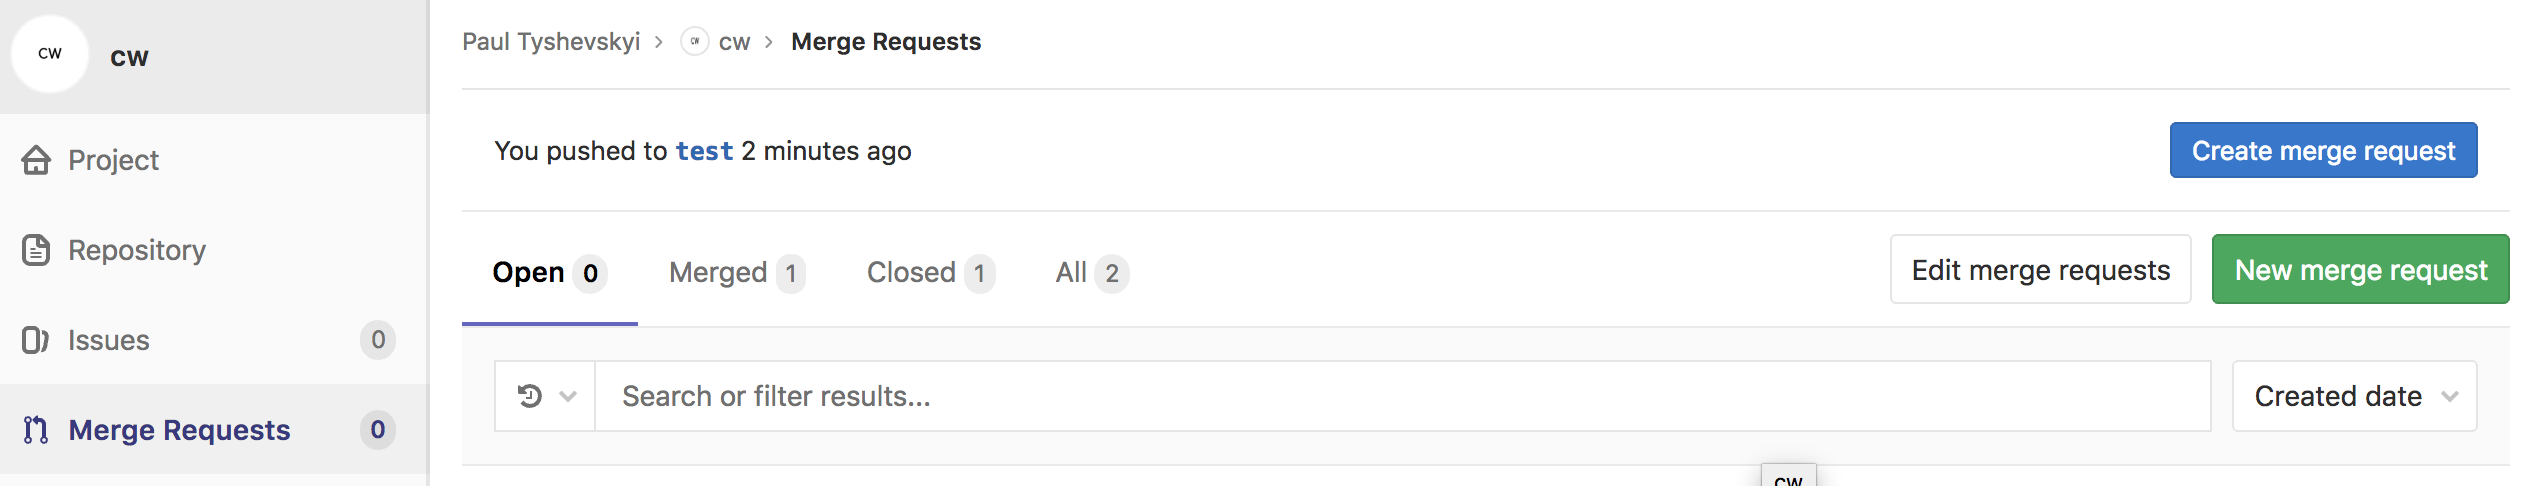 CW
cw
Project
Repository
Issues 0
Merge Requests 0
Paul Tyshevskyi > CW cw > Merge Requests
You pushed to test 2 minutes ago
Create merge request
Open 0 Merged 1 Closed 1 All 2
Edit merge requests New merge request
Search or filter results...
Created date
cw